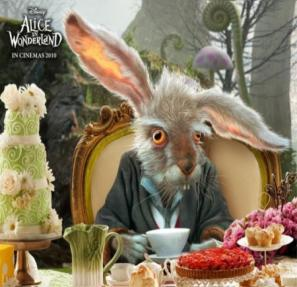 Disney
ALICE IN
WONDERLAND
IN CINEMAS 2010